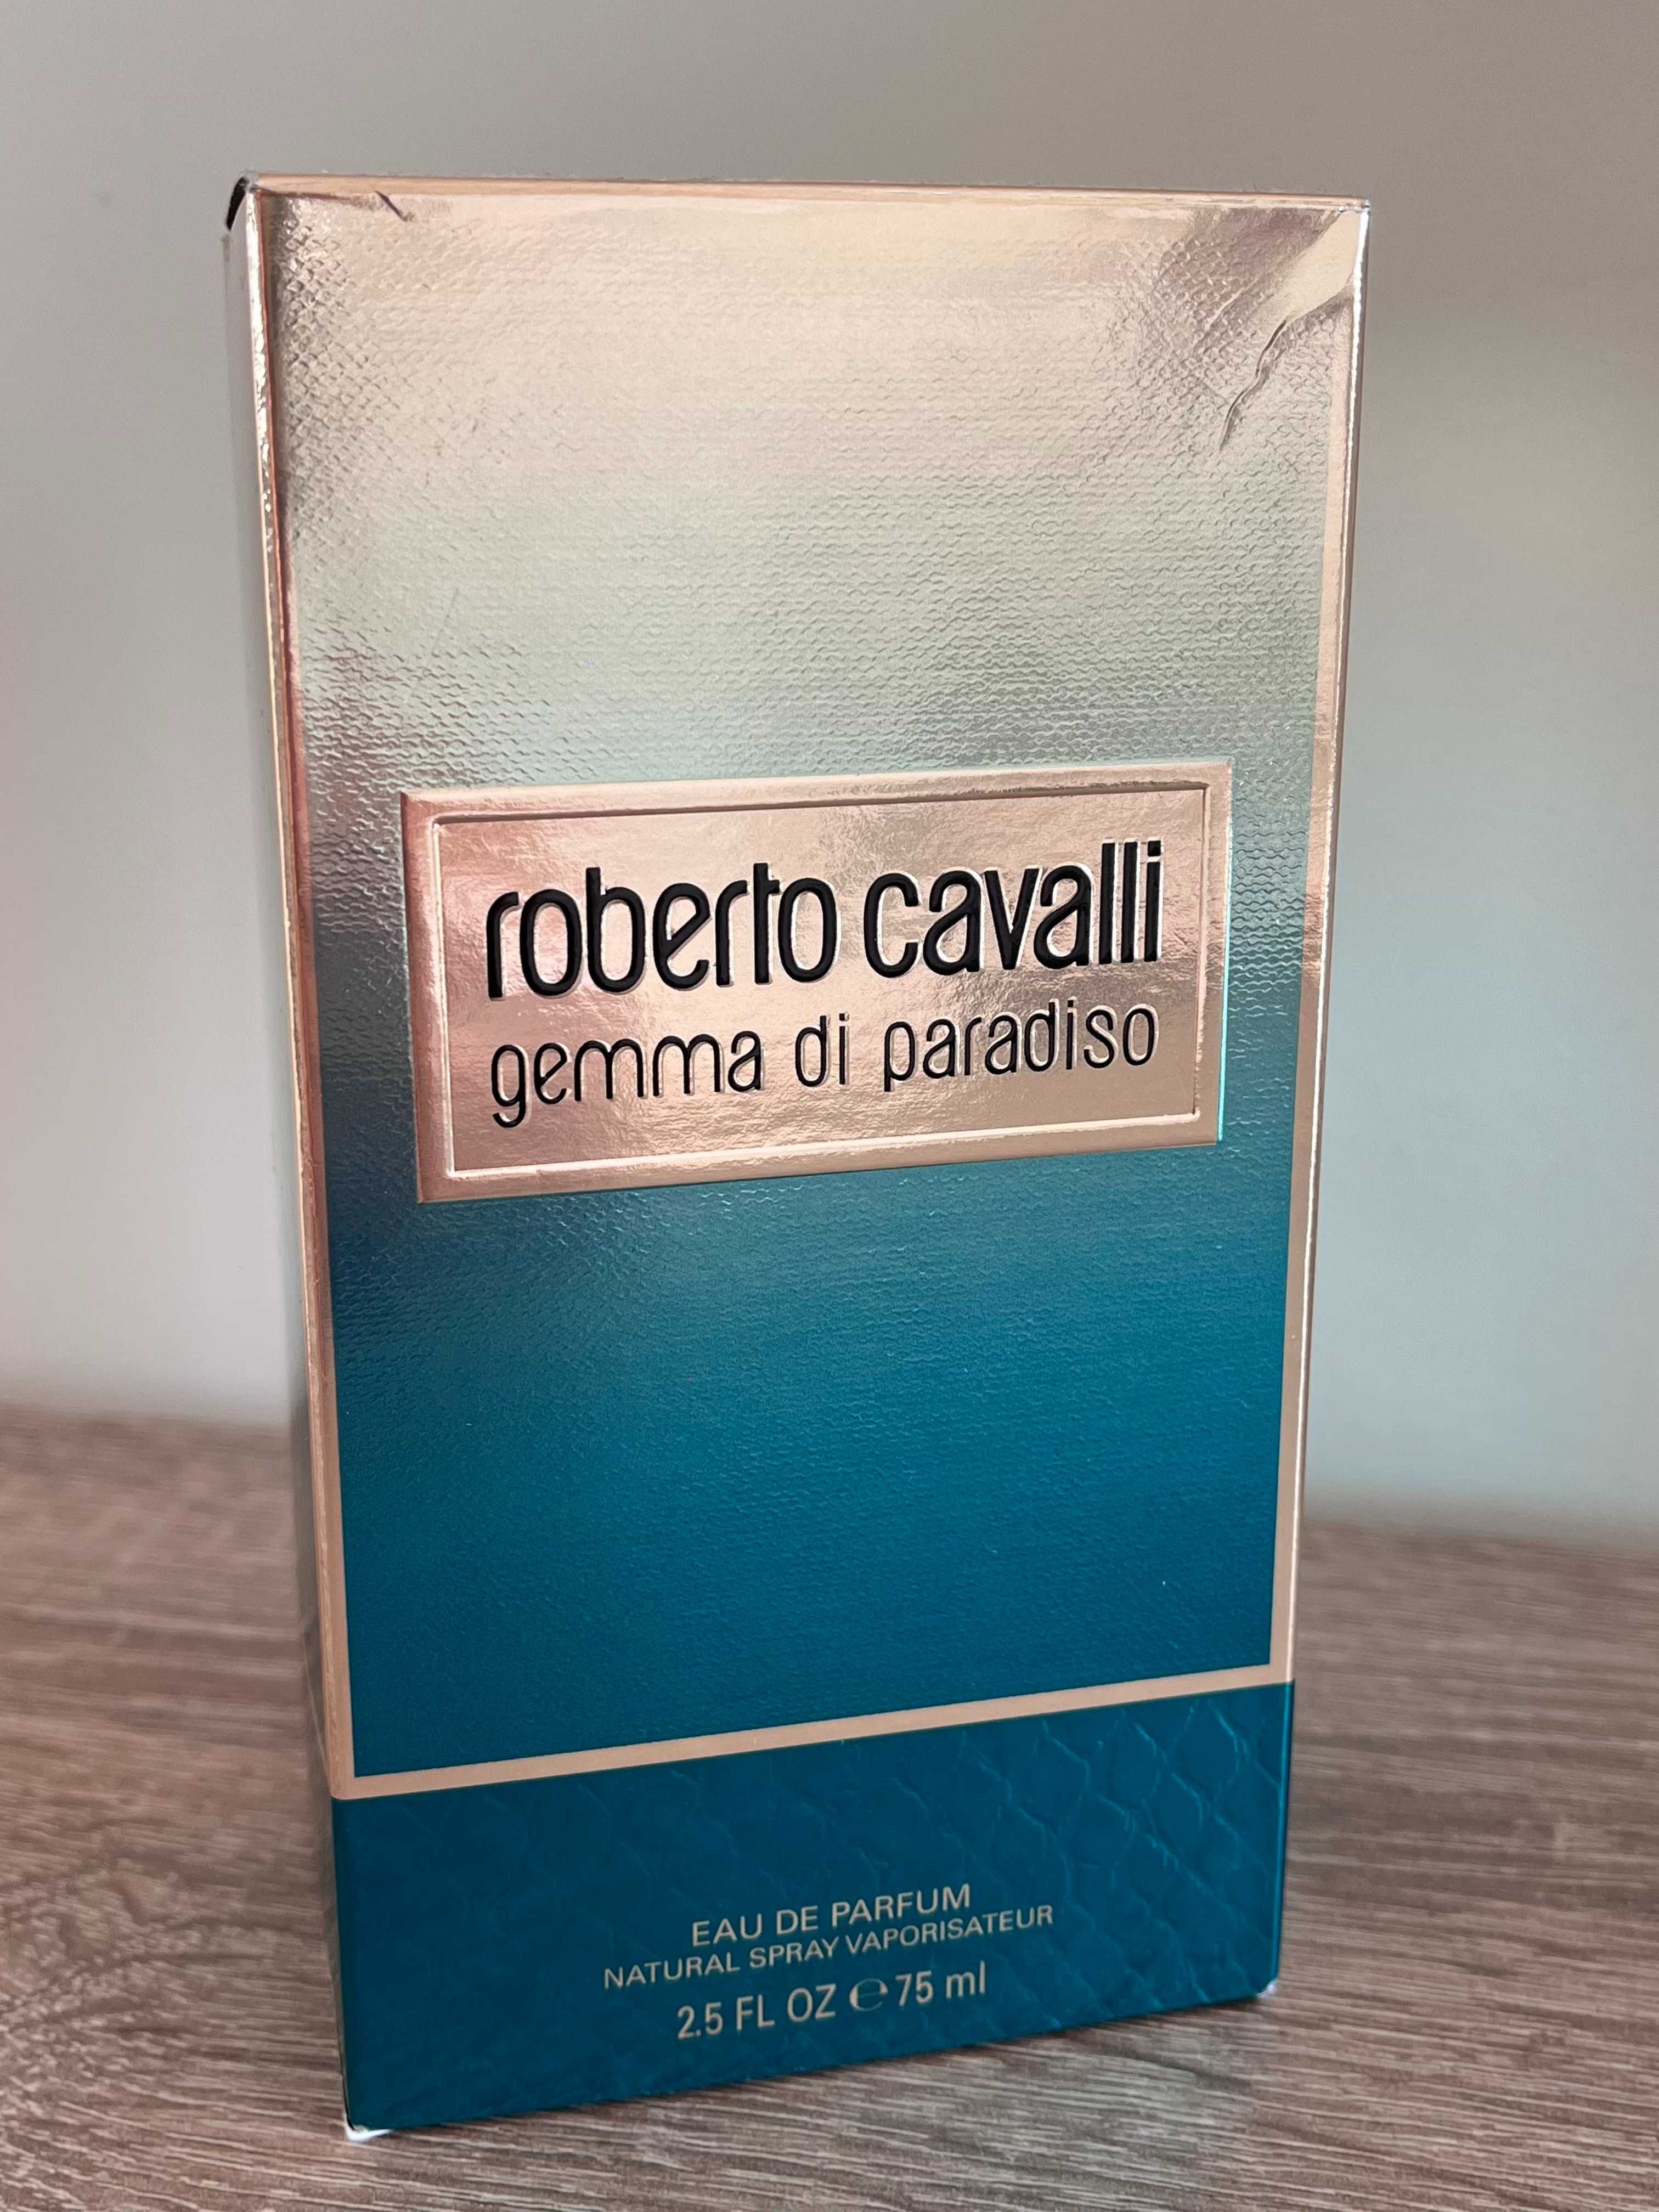 roberto cavalli
gemma di paradiso
EAU DE PARFUM
NATURAL SPRAY VAPORISATEUR
2.5 FL OZ ℮ 75 ml